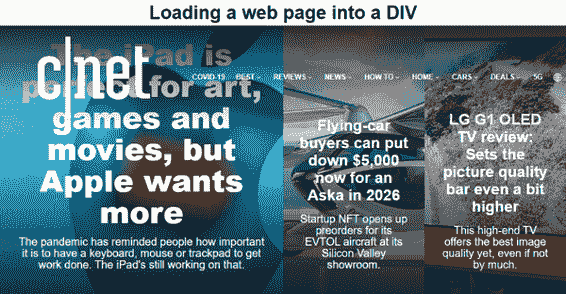 Loading a web page into a DIV
c|net
COVID-19 BEST REVIEWS NEWS HOW TO HOME CARS DEALS 5G
The iPad is
perfect for art,
games and
movies, but
Apple wants
more
The pandemic has reminded people how important
it is to have a keyboard, mouse or trackpad to get
work done. The iPad's still working on that.
Flying-car
buyers can put
down $5,000
now for an
Aska in 2026
Startup NFT opens up
preorders for its
EVTOL aircraft at its
Silicon Valley
showroom.
LG G1 OLED
TV review:
Sets the
picture quality
bar even a bit
higher
This high-end TV
offers the best image
quality yet, even if not
by much.